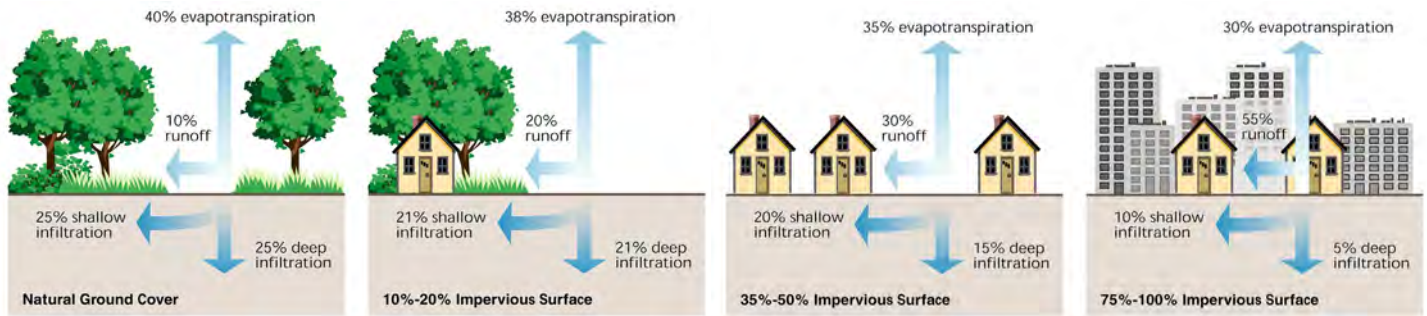 40% evapotranspiration
10%
runoff
25% shallow
infiltration
25% deep
infiltration
Natural Ground Cover
38% evapotranspiration
20%
runoff
21% shallow
infiltration
21% deep
infiltration
10%-20% Impervious Surface
35% evapotranspiration
30%
runoff
20% shallow
infiltration
15% deep
infiltration
35%-50% Impervious Surface
30% evapotranspiration
55%
runoff
10% shallow
infiltration
5% deep
infiltration
75%-100% Impervious Surface